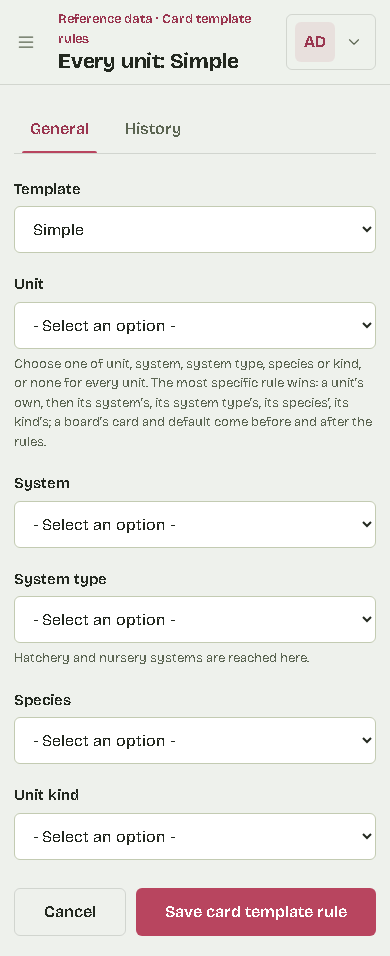 Reference data · Card template
rules
Every unit: Simple
AD
General
History
Template
Simple
Unit
- Select an option -
Choose one of unit, system, system type, species or kind,
or none for every unit. The most specific rule wins: a unit's
own, then its system's, its system type's, its species', its
kind's; a board's card and default come before and after the
rules.
System
- Select an option -
System type
- Select an option -
Hatchery and nursery systems are reached here.
Species
- Select an option -
Unit kind
- Select an option -
Cancel
Save card template rule